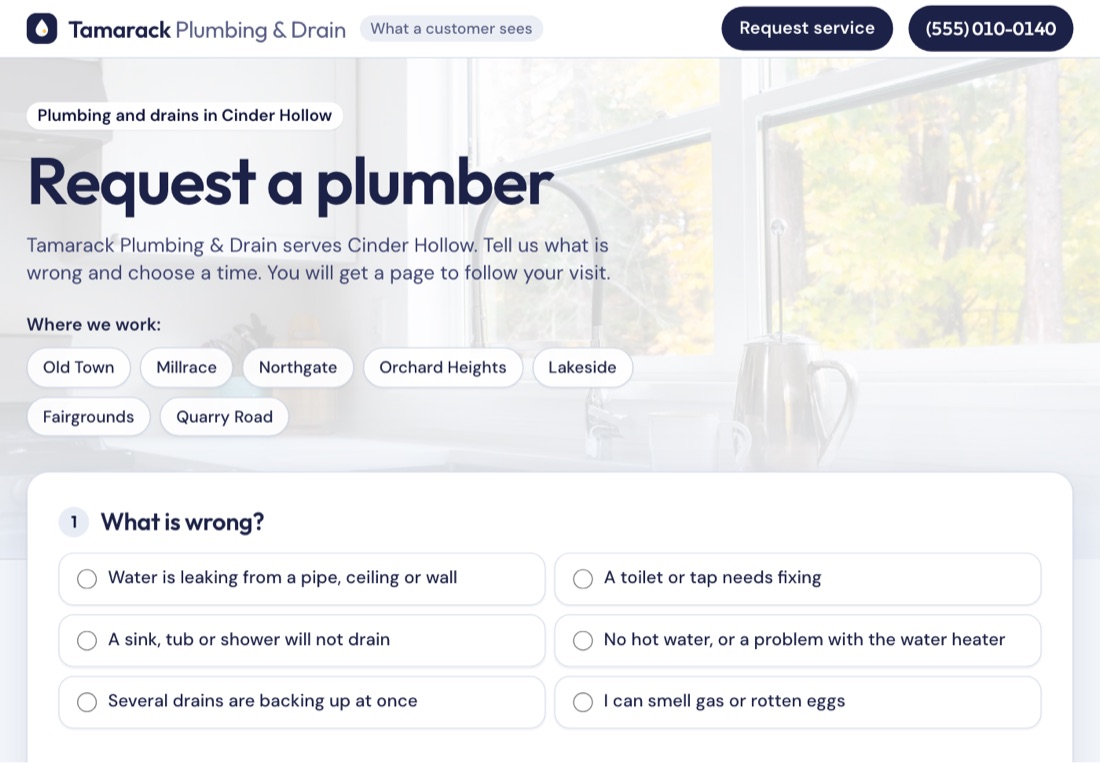 Tamarack Plumbing & Drain
What a customer sees
Request service
(555) 010-0140
Plumbing and drains in Cinder Hollow
Request a plumber
Tamarack Plumbing & Drain serves Cinder Hollow. Tell us what is
wrong and choose a time. You will get a page to follow your visit.
Where we work:
Old Town
Millrace
Northgate
Orchard Heights
Lakeside
Fairgrounds
Quarry Road
1 What is wrong?
Water is leaking from a pipe, ceiling or wall
A toilet or tap needs fixing
A sink, tub or shower will not drain
No hot water, or a problem with the water heater
Several drains are backing up at once
I can smell gas or rotten eggs